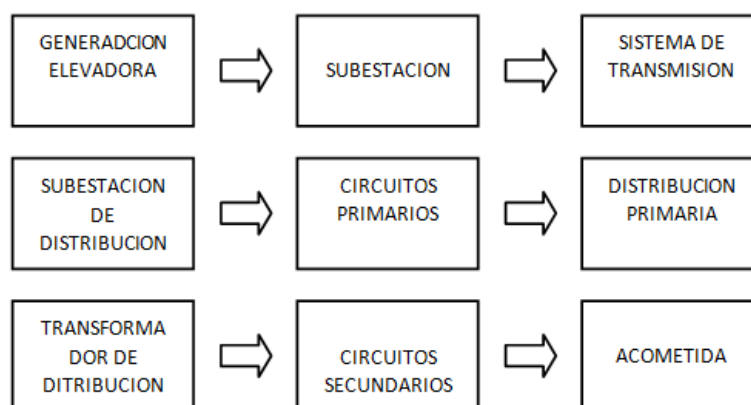 GENERADCION
ELEVADORA
SUBESTACION
SISTEMA DE
TRANSMISION
SUBESTACION
DE
DISTRIBUCION
CIRCUITOS
PRIMARIOS
DISTRIBUCION
PRIMARIA
TRANSFORMA
DOR DE
DITRIBUCION
CIRCUITOS
SECUNDARIOS
ACOMETIDA